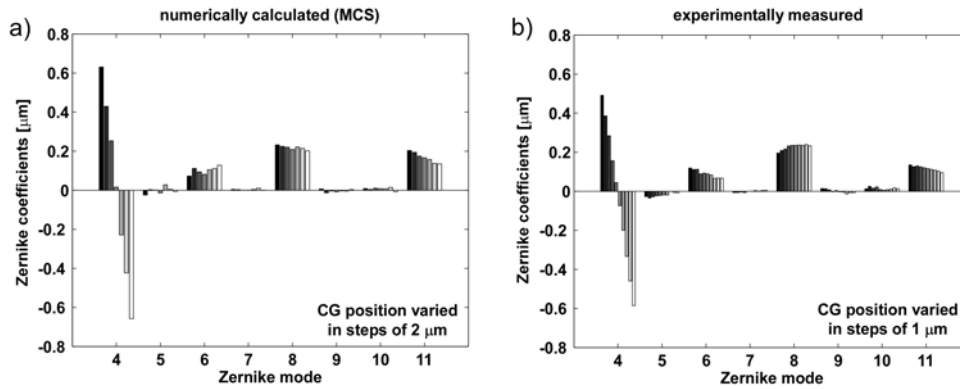 numerically calculated (MCS)
a)
0.8
0.6
0.4
0.2
0
-0.2
-0.4
-0.6
-0.8
Zernike coefficients [µm]
CG position varied
in steps of 2 µm
4 5 6 7 8 9 10 11
Zernike mode
experimentally measured
b)
0.8
0.6
0.4
0.2
0
-0.2
-0.4
-0.6
-0.8
Zernike coefficients [µm]
CG position varied
in steps of 1 µm
4 5 6 7 8 9 10 11
Zernike mode